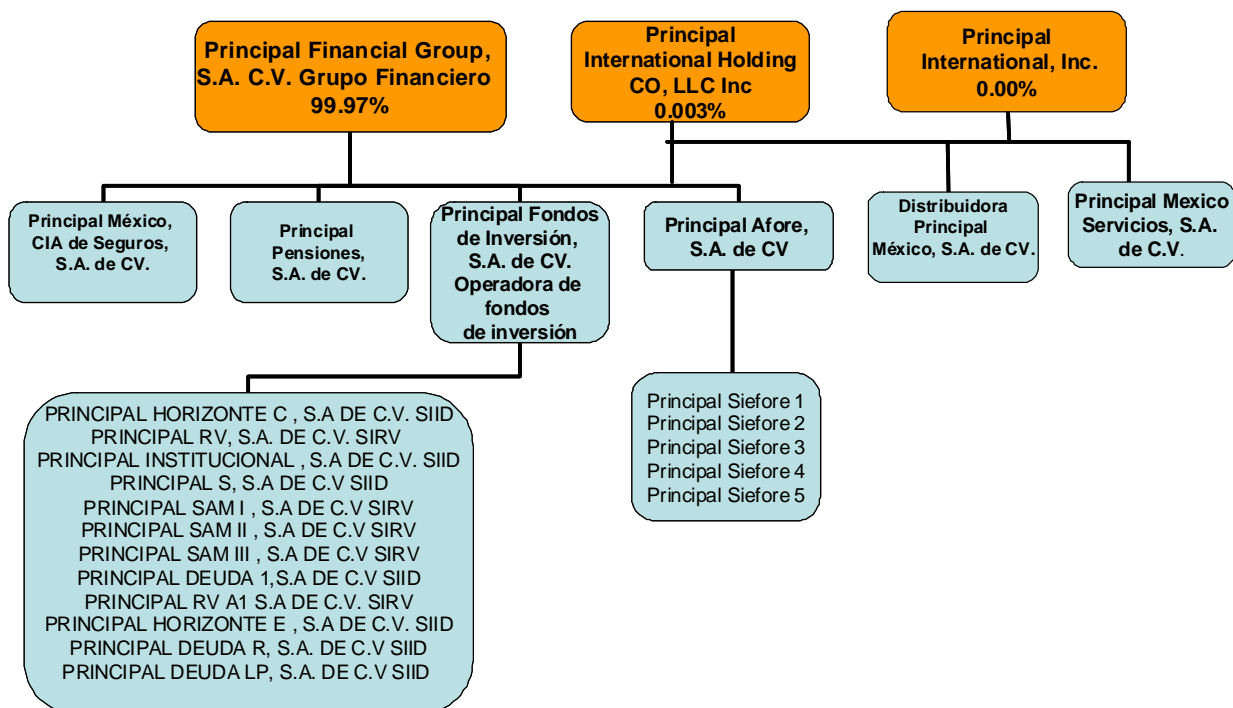 Principal Financial Group,
S.A. C.V. Grupo Financiero
99.97%
Principal
International Holding
CO, LLC Inc
0.003%
Principal
International, Inc.
0.00%
Principal México,
CIA de Seguros,
S.A. de CV.
Principal
Pensiones,
S.A. de CV.
Principal Fondos
de Inversión,
S.A. de CV.
Operadora de
fondos
de inversión
Principal Afore,
S.A. de CV
Distribuidora
Principal
México, S.A. de CV.
Principal Mexico
Servicios, S.A.
de C.V.
PRINCIPAL HORIZONTE C , S.A DE C.V. SIID
PRINCIPAL RV, S.A. DE C.V. SIRV
PRINCIPAL INSTITUCIONAL , S.A DE C.V. SIID
PRINCIPAL S, S.A DE C.V SIID
PRINCIPAL SAM I , S.A DE C.V SIRV
PRINCIPAL SAM II , S.A DE C.V SIRV
PRINCIPAL SAM III , S.A DE C.V SIRV
PRINCIPAL DEUDA 1,S.A DE C.V SIID
PRINCIPAL RV A1 S.A DE C.V. SIRV
PRINCIPAL HORIZONTE E , S.A DE C.V. SIID
PRINCIPAL DEUDA R, S.A. DE C.V SIID
PRINCIPAL DEUDA LP, S.A. DE C.V SIID
Principal Siefore 1
Principal Siefore 2
Principal Siefore 3
Principal Siefore 4
Principal Siefore 5